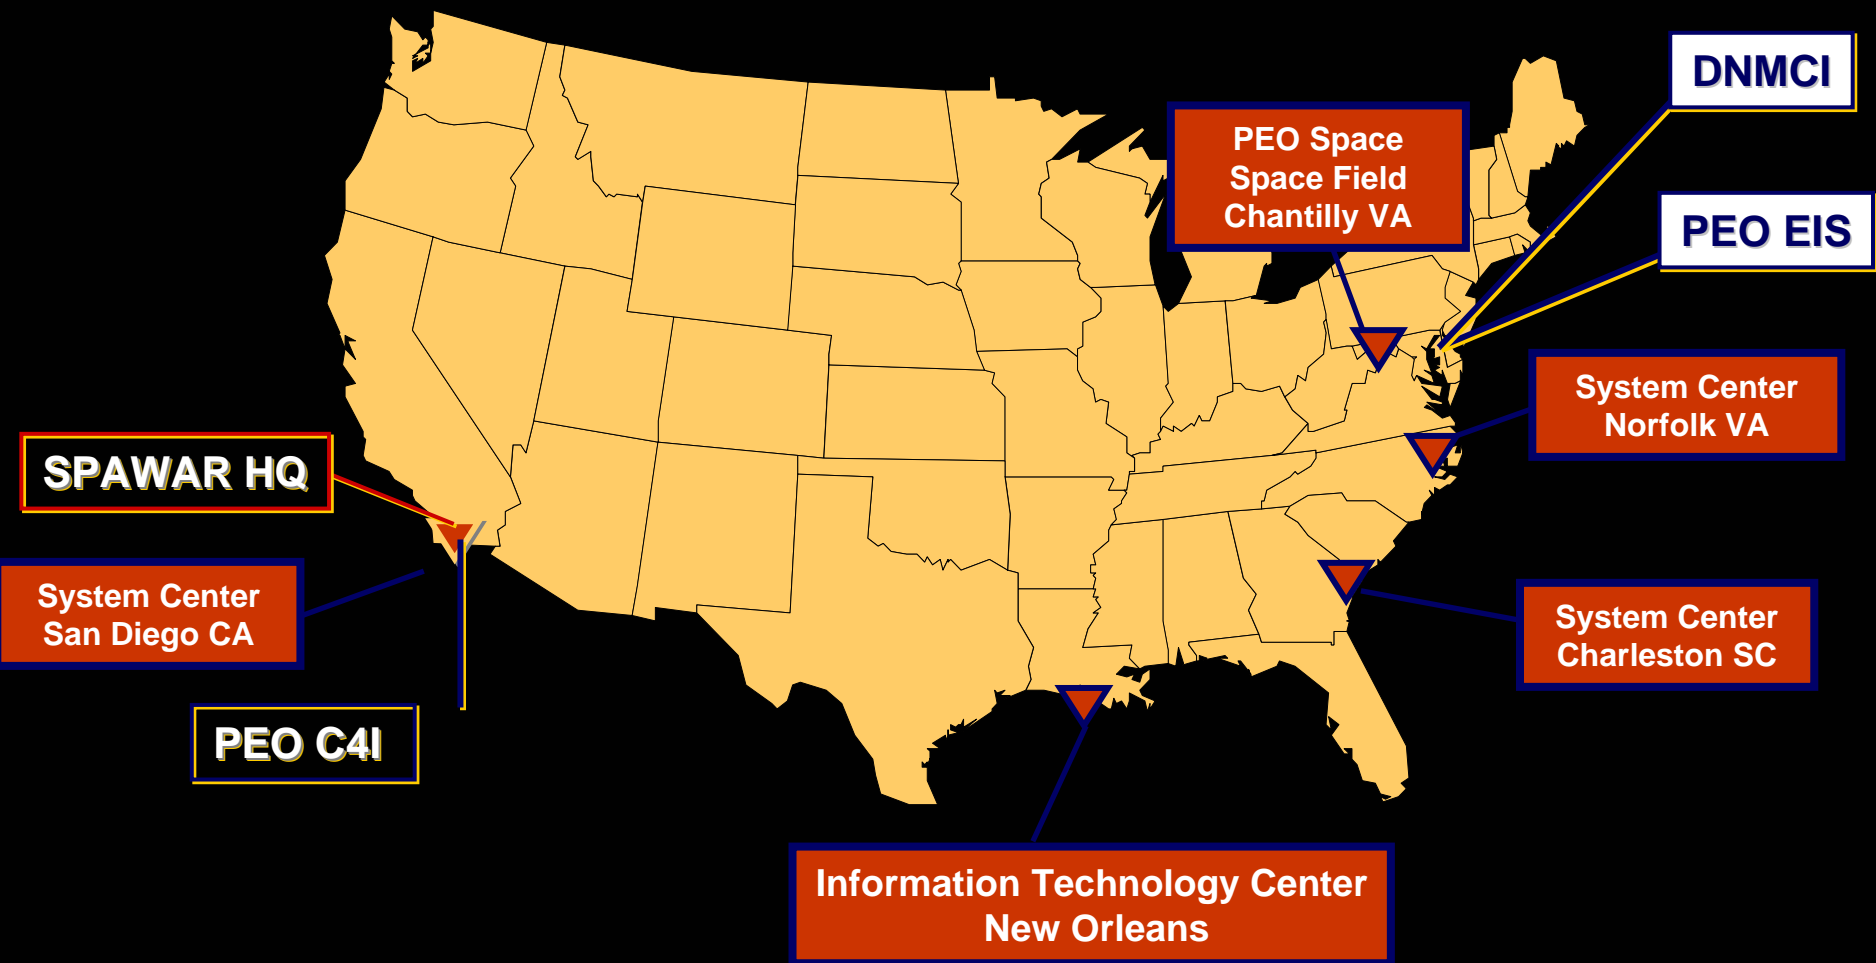 DNMCI
PEO Space
Space Field
Chantilly VA
PEO EIS
System Center
Norfolk VA
SPAWAR HQ
System Center
San Diego CA
System Center
Charleston SC
PEO C4I
Information Technology Center
New Orleans